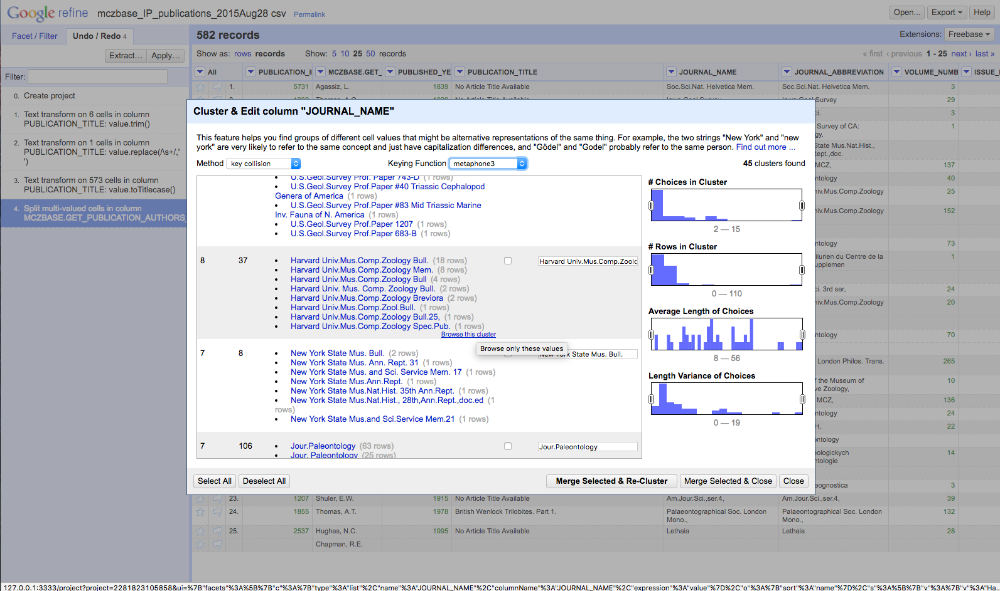 Google refine mczbase_IP_publications_2015Aug28 csv Permalink
Open... Export Help
Facet / Filter Undo / Redo 4
582 records
Extensions: Freebase
Extract... Apply...
Show as: rows records Show: 5 10 25 50 records
« first ‹ previous 1 - 25 next › last »
Filter:
All PUBLICATION_I MCZBASE.GET_ PUBLISHED_YE PUBLICATION_TITLE JOURNAL_NAME JOURNAL_ABBREVIATION VOLUME_NUMB ISSUE_
1. 5731 Agassiz, L. 1839 No Article Title Available Soc.Sci.Nat. Helvetica Mem. Soc.Sci.Nat. Helvetica Mem. 3
0. Create project
1. Text transform on 6 cells in column
PUBLICATION_TITLE: value.trim()
2. Text transform on 1 cells in column
PUBLICATION_TITLE: value.replace(/\s+/,'
')
3. Text transform on 573 cells in column
PUBLICATION_TITLE: value.toTitlecase()
4. Split multi-valued cells in column
MCZBASE.GET_PUBLICATION_AUTHORS_
Cluster & Edit column "JOURNAL_NAME"
This feature helps you find groups of different cell values that might be alternative representations of the same thing. For example, the two strings "New York" and "new
york" are very likely to refer to the same concept and just have capitalization differences, and "Gödel" and "Godel" probably refer to the same person. Find out more ...
Method key collision Keying Function metaphone3 45 clusters found
U.S.Geol.Survey Prof. Paper 743-D (1 rows)
• U.S.Geol.Survey Prof.Paper #40 Triassic Cephalopod
Genera of America (1 rows)
• U.S.Geol.Survey Prof.Paper #83 Mid Triassic Marine
Inv. Fauna of N. America (1 rows)
• U.S.Geol.Survey Prof.Paper 1207 (1 rows)
• U.S.Geol.Survey Prof.Paper 683-B (1 rows)
8 37 • Harvard Univ.Mus.Comp.Zoology Bull. (18 rows) Harvard Univ.Mus.Comp.Zoolc
• Harvard Univ.Mus.Comp.Zoology Mem. (8 rows)
• Harvard Univ.Mus.Comp.Zoology Bull (4 rows)
• Harvard Univ. Mus. Comp. Zoology Bull. (2 rows)
• Harvard Univ.Mus.Comp.Zoology Breviora (2 rows)
• Harvard Univ.Mus.Comp.Zool.Bull. (1 rows)
• Harvard Univ.Mus.Comp.Zoology Bull.25, (1 rows)
• Harvard Univ.Mus.Comp.Zoology Spec.Pub. (1 rows)
Browse this cluster
Browse only these values
7 8 • New York State Mus. Bull. (2 rows) New York State Mus. Bull.
• New York State Mus. Ann. Rept. 31 (1 rows)
• New York State Mus. and Sci. Service Mem. 17 (1 rows)
• New York State Mus.Ann.Rept. (1 rows)
• New York State Mus.Nat.Hist. 35th Ann.Rept. (1 rows)
• New York State Mus.Nat.Hist., 28th,Ann.Rept.,doc.ed (1
rows)
• New York State Mus.and Sci.Service Mem.21 (1 rows)
7 106 • Jour.Paleontology (63 rows) Jour.Paleontology
• Jour. Paleontology (25 rows)
# Choices in Cluster
2 — 15
# Rows in Cluster
0 — 110
Average Length of Choices
8 — 56
Length Variance of Choices
0 — 19
Select All Deselect All Merge Selected & Re-Cluster Merge Selected & Close Close
Survey 29
ci. 3
Survey of CA: 1
gy,
State Mus.Nat.Hist.,
Rept.,doc.
MCZ, 137
ntology 40
niv.Mus.Comp.Zoology 25
niv.Mus.Comp.Zoology 152
ntology 73
ilurien du Centre de la 1
upplemen
ci. 3rd ser, 24
niv.Mus.Comp.Zoology 20
ntology 70
London Philos. Trans. 265
f the Museum of 10
ve Zoology,
MCZ, 136
ntology 24
H, 22
ontology
eologickych 14
ntologie
eognostica 3
23. 1207 Shuler, E.W. 1915 No Article Title Available Am.Jour.Sci.,ser.4, Am.Jour.Sci.,ser.4, 39
24. 1855 Thomas, A.T. 1978 British Wenlock Trilobites. Part 1. Palaeontographical Soc. London Palaeontographical Soc. London 132
Mono., Mono.,
25. 2537 Hughes, N.C. 1995 No Article Title Available Lethaia Lethaia 28
Chapman, R.E.
127.0.0.1:3333/project?project=2281823105858&ui=%7B"facets"%3A%5B%7B"c"%3A%7B"type"%3A"list"%2C"name"%3A"JOURNAL_NAME"%2C"columnName"%3A"JOURNAL_NAME"%2C"expression"%3A"value"%7D%2C"o"%3A%7B"sort"%3A"name"%7D%2C"s"%3A%5B%7B"v"%3A%7B"v"%3A"Ha